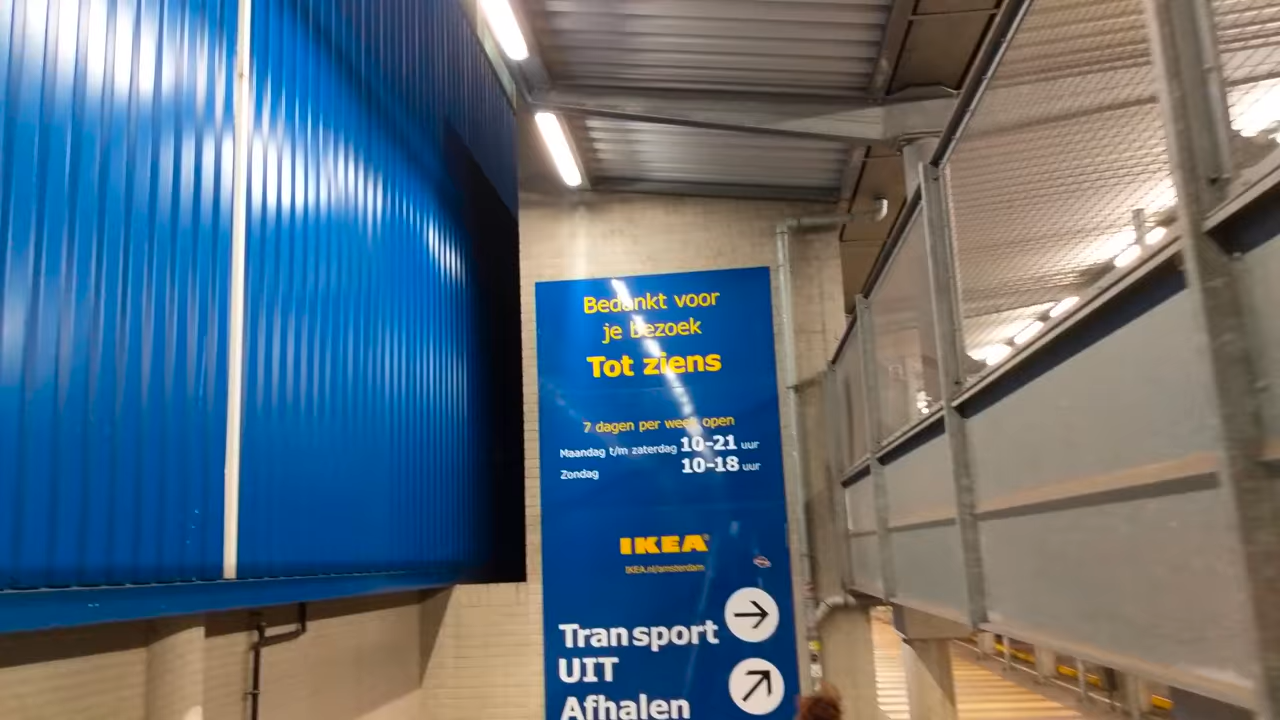 Bedankt voor
je bezoek
Tot ziens
7 dagen per week open
Maandag t/m zaterdag 10-21 uur
Zondag 10-18 uur
IKEA
IKEA.nl/amsterdam
Transport
UIT
Afhalen